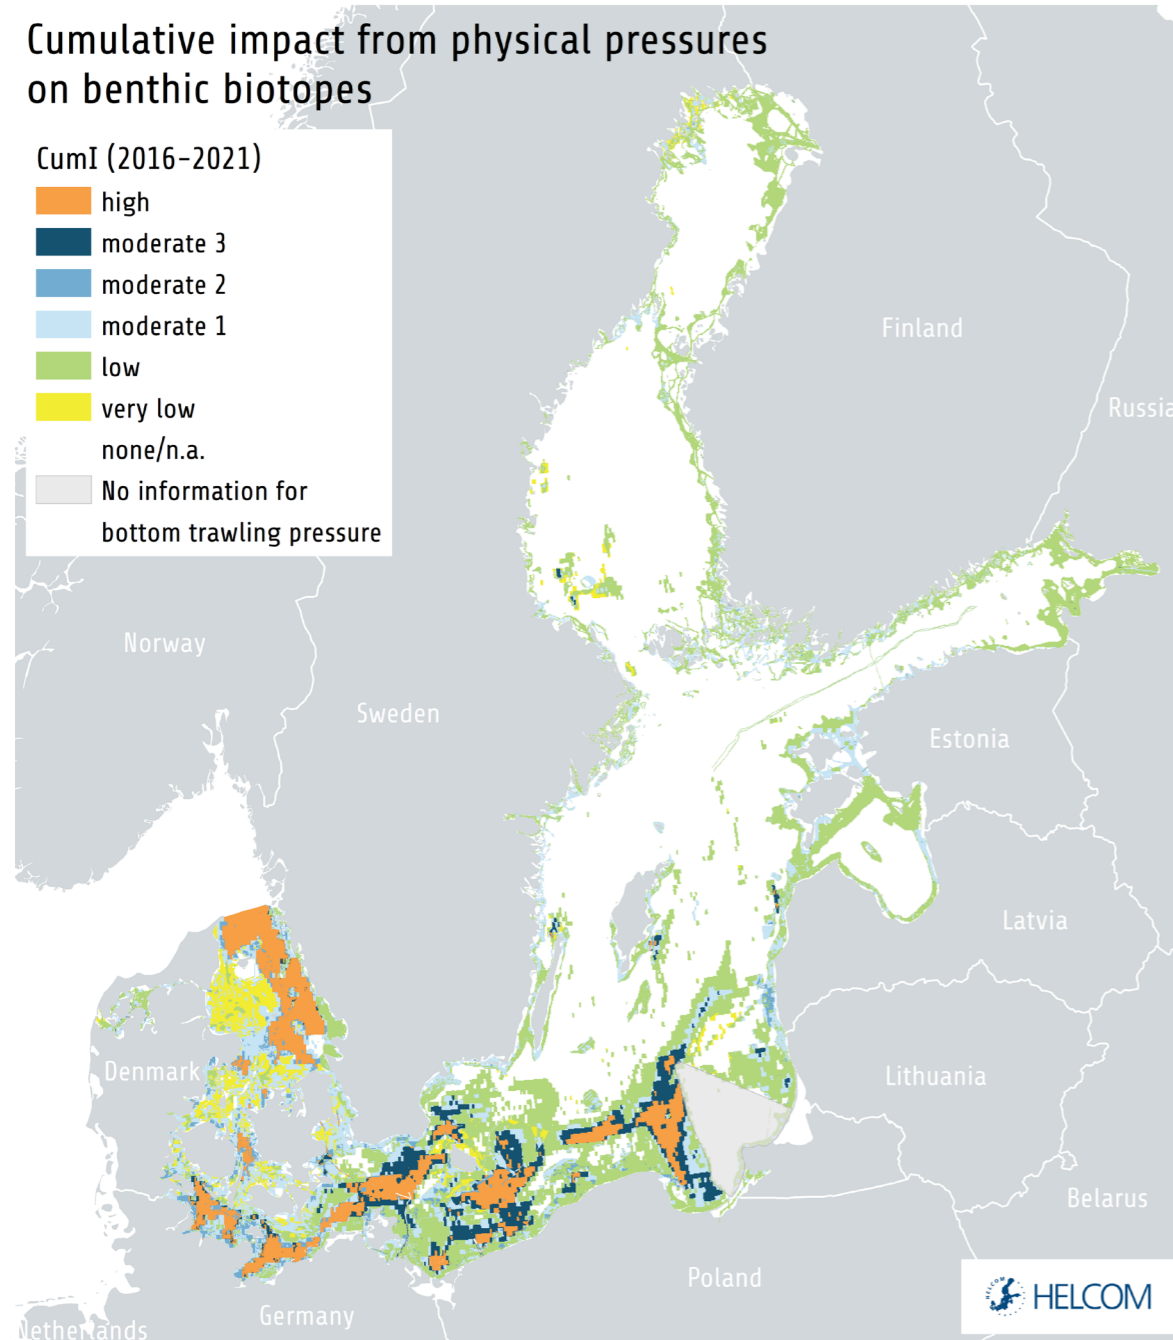 Cumulative impact from physical pressures
on benthic biotopes
CumI (2016-2021)
high
moderate 3
moderate 2
moderate 1
low
very low
none/n.a.
No information for
bottom trawling pressure
Finland
Russia
Norway
Sweden
Estonia
Latvia
Denmark
Lithuania
Belarus
Poland
Germany
Netherlands
HELCOM
HELCOM